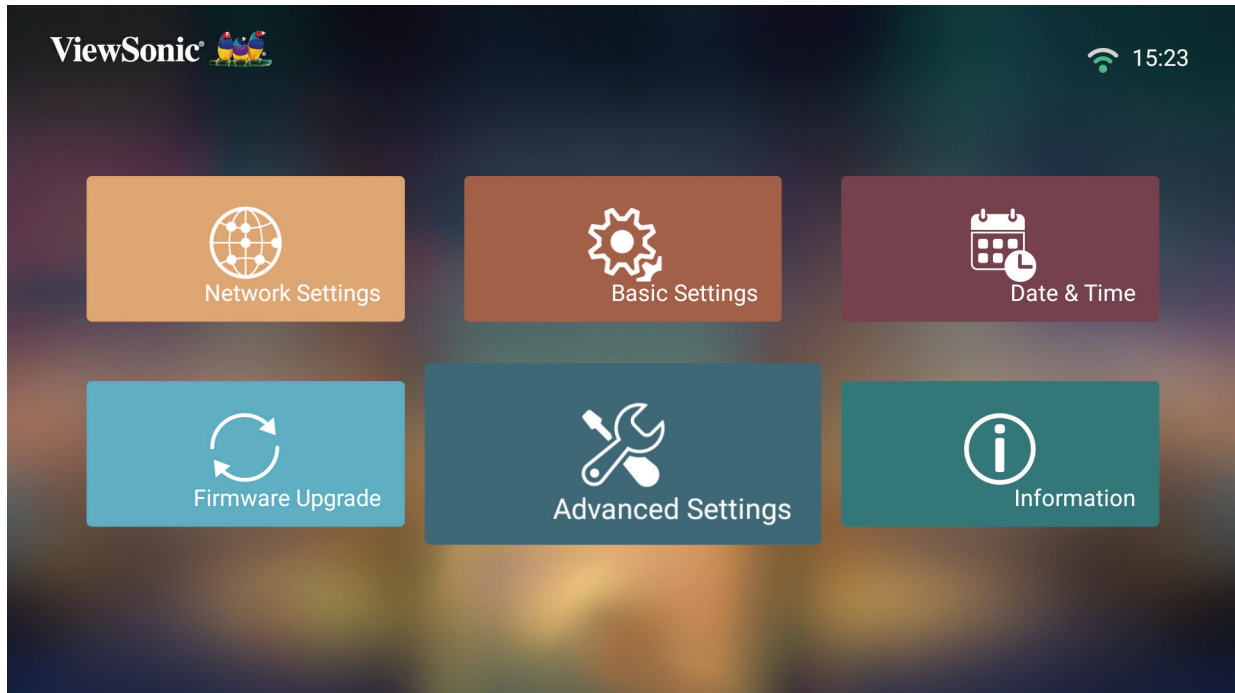 ViewSonic®
15:23
Network Settings
Basic Settings
Date & Time
Firmware Upgrade
Advanced Settings
Information